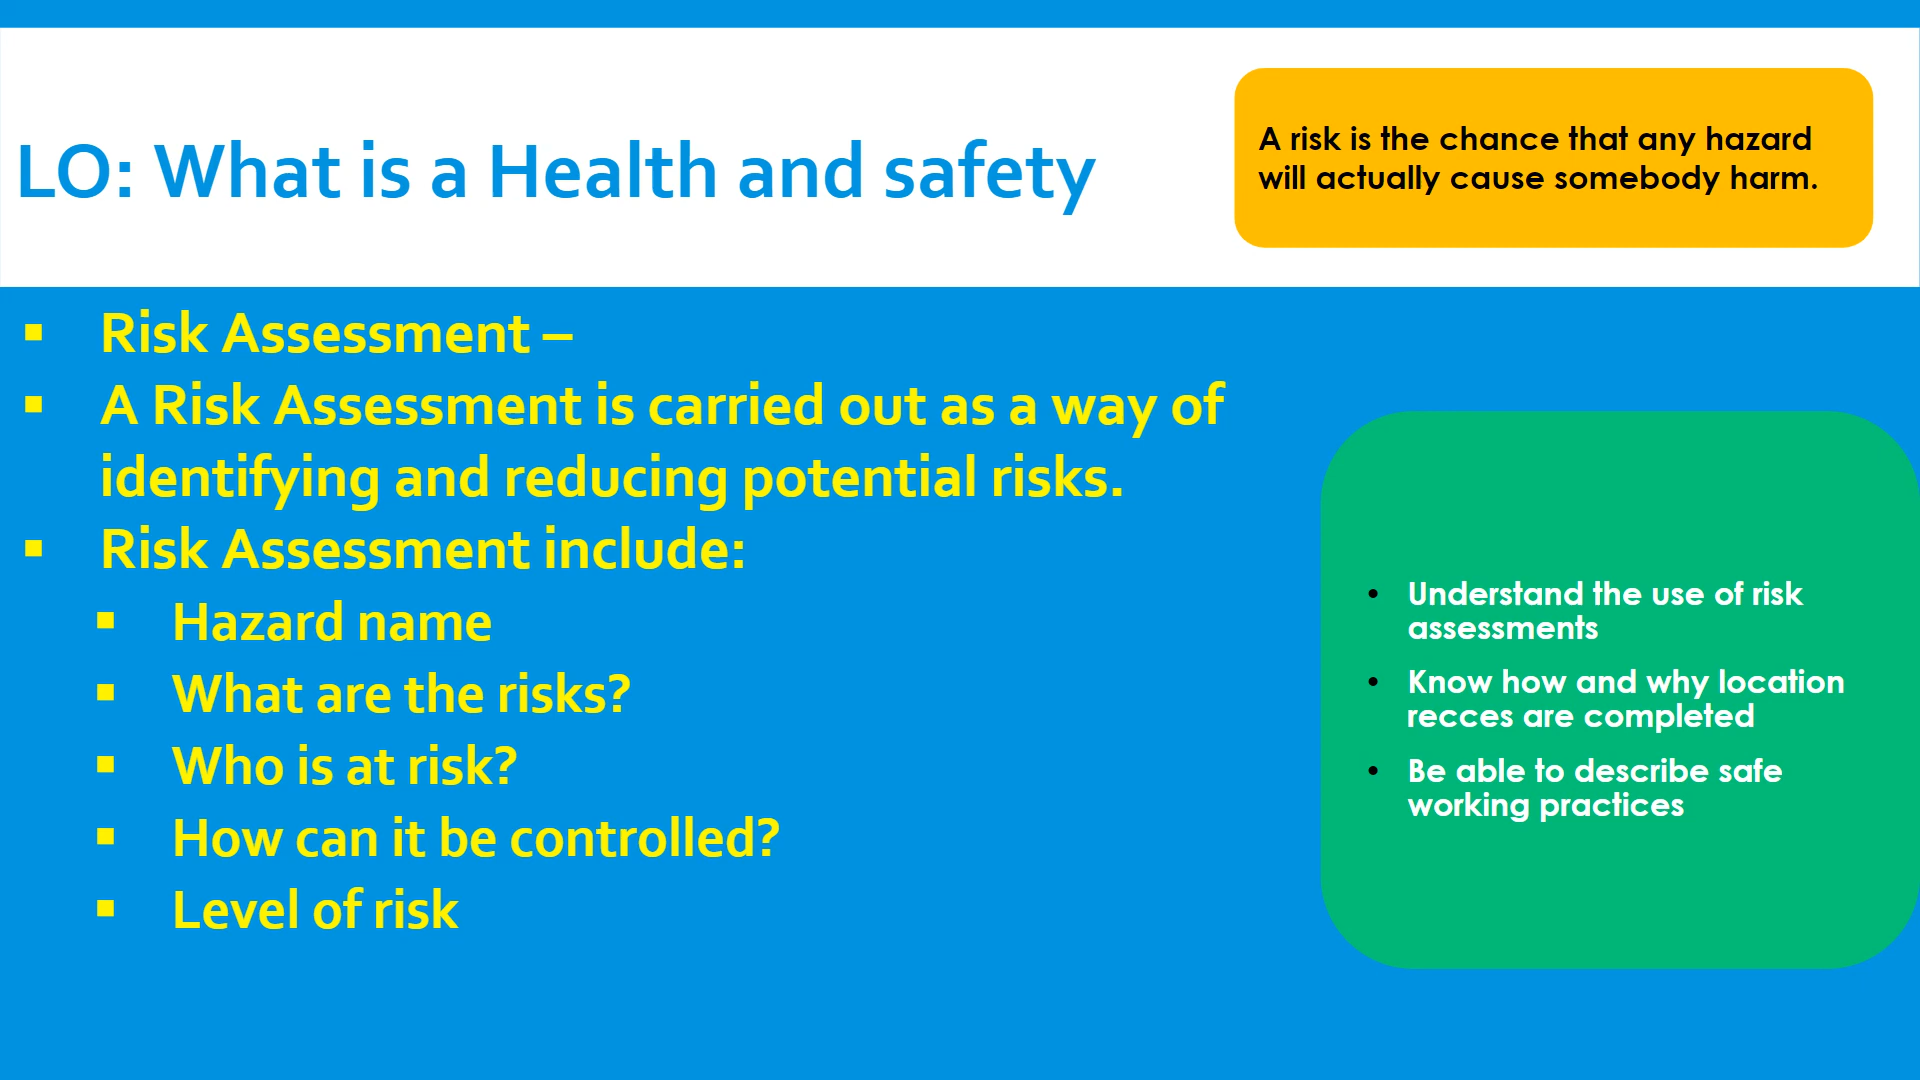 LO: What is a Health and safety
A risk is the chance that any hazard
will actually cause somebody harm.
▪ Risk Assessment –
▪ A Risk Assessment is carried out as a way of
identifying and reducing potential risks.
▪ Risk Assessment include:
▪ Hazard name
▪ What are the risks?
▪ Who is at risk?
▪ How can it be controlled?
▪ Level of risk
• Understand the use of risk
assessments
• Know how and why location
recces are completed
• Be able to describe safe
working practices